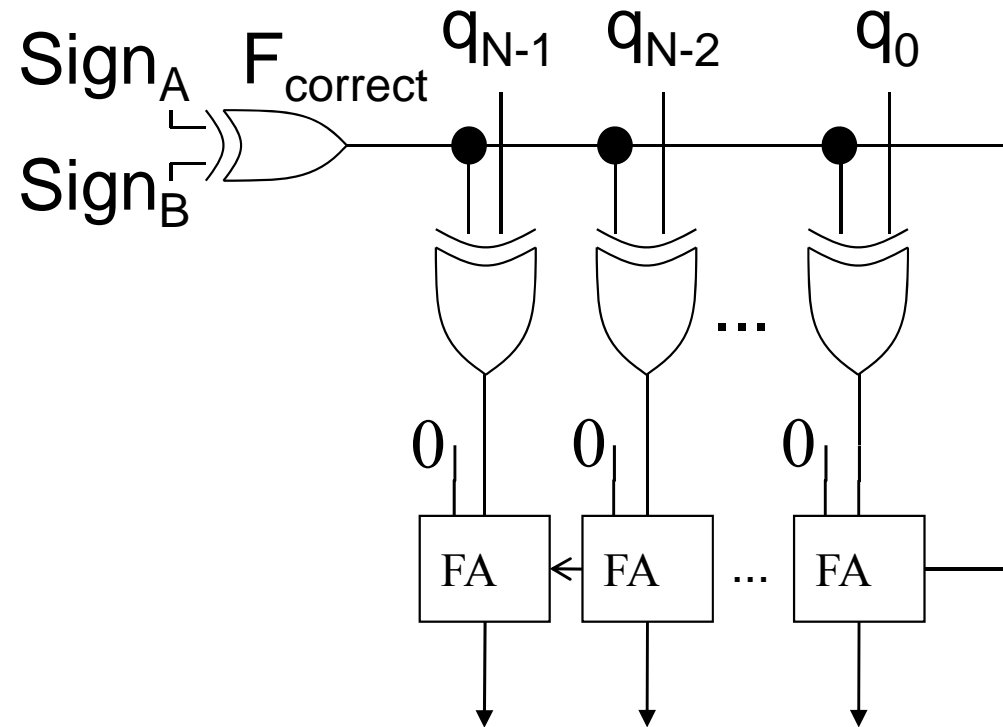 Sign_A F_correct q_N-1 q_N-2 q_0
Sign_B
...
0 0 0
FA FA ... FA